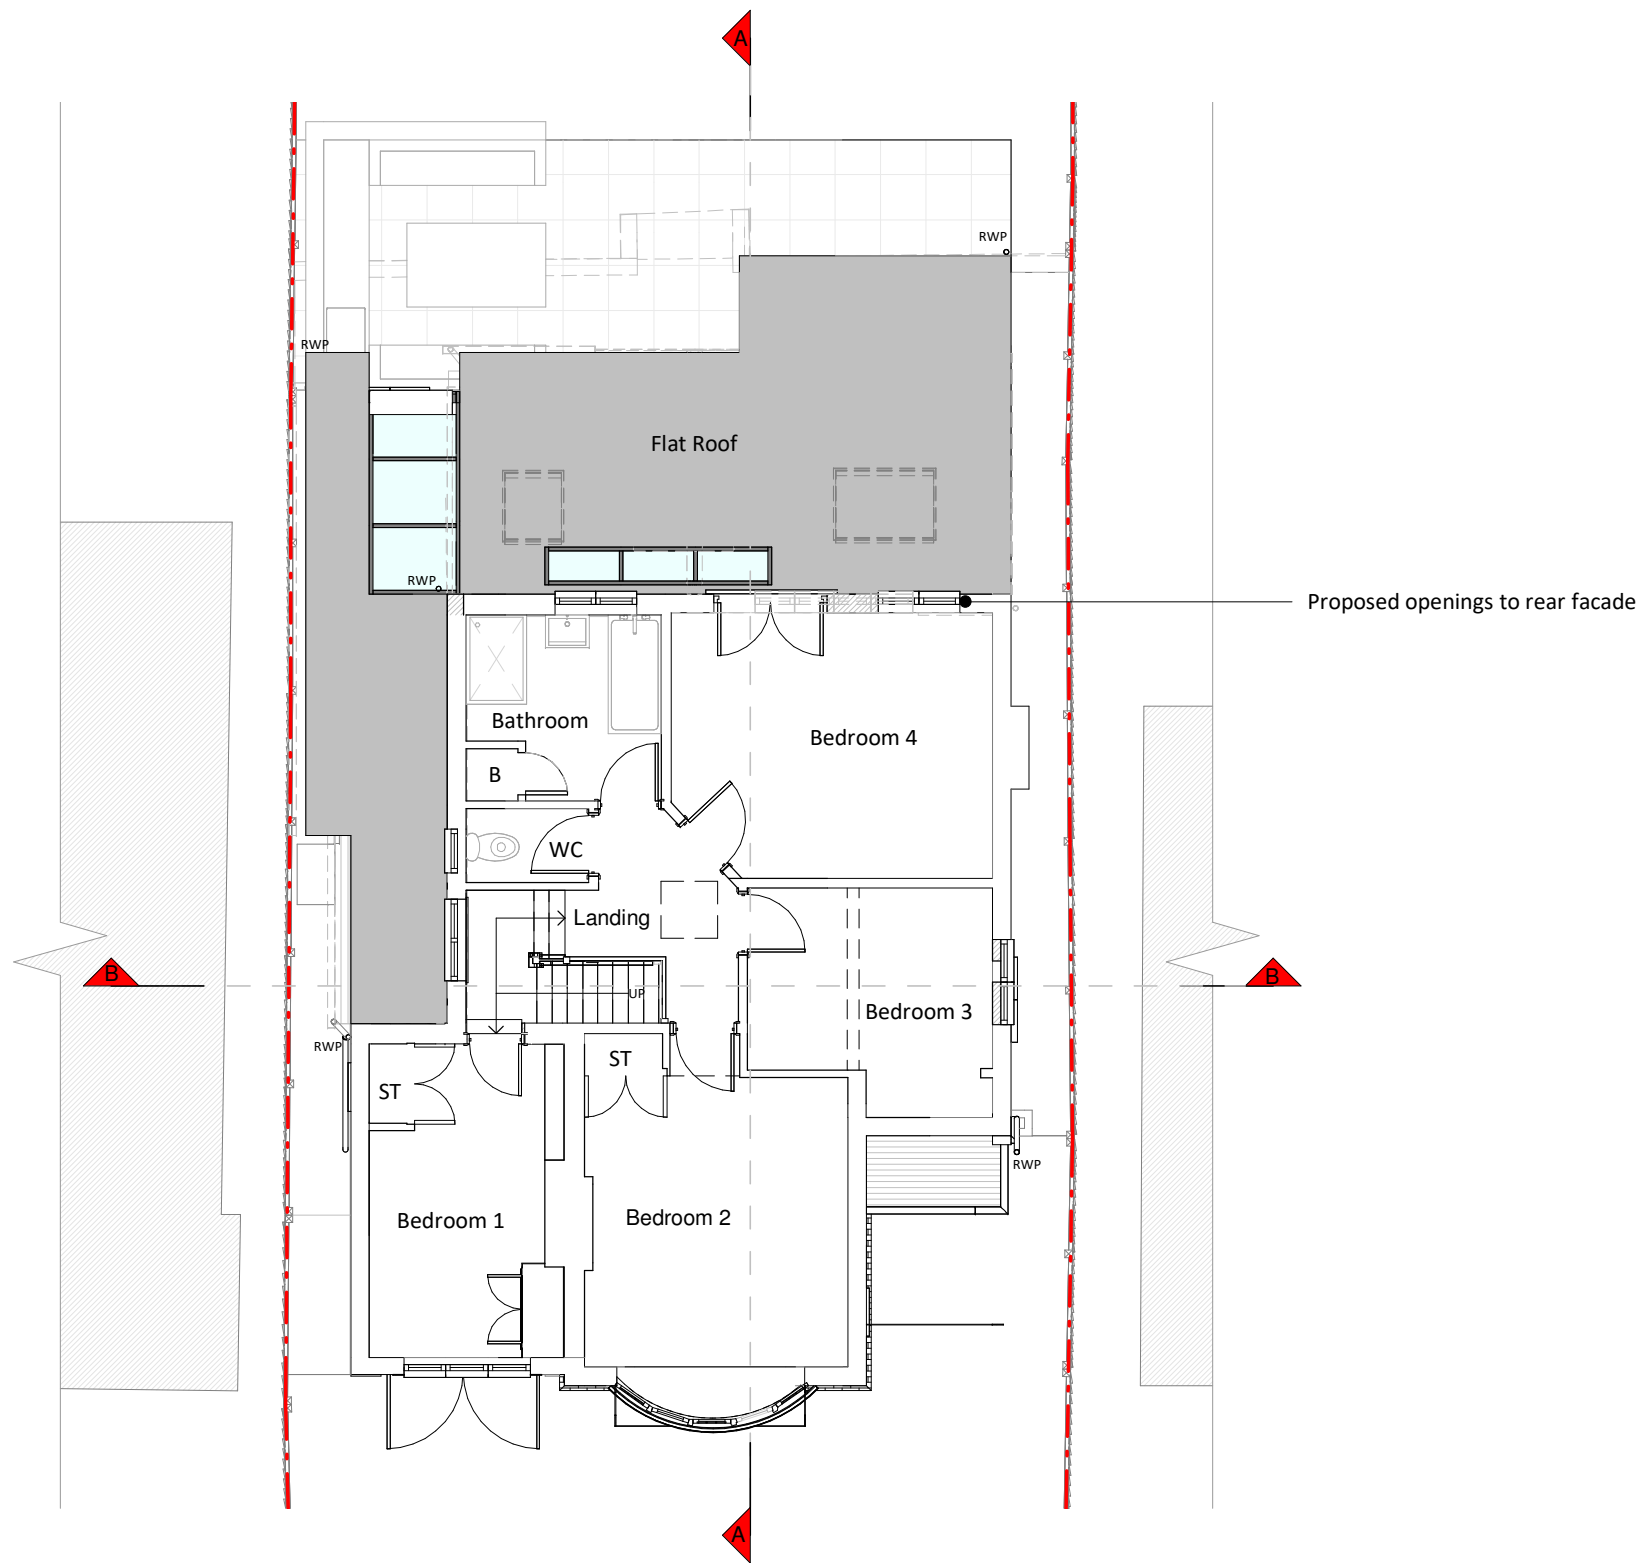 A
RWP
RWP
Flat Roof
RWP
Proposed openings to rear facade
Bathroom
Bedroom 4
B
WC
Landing
B
B
UP
Bedroom 3
RWP
ST
ST
RWP
Bedroom 1
Bedroom 2
A